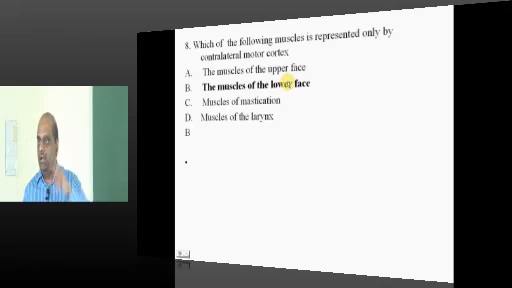 8. Which of the following muscles is represented only by
contralateral motor cortex
A. The muscles of the upper face
B. The muscles of the lower face
C. Muscles of mastication
D. Muscles of the larynx
B